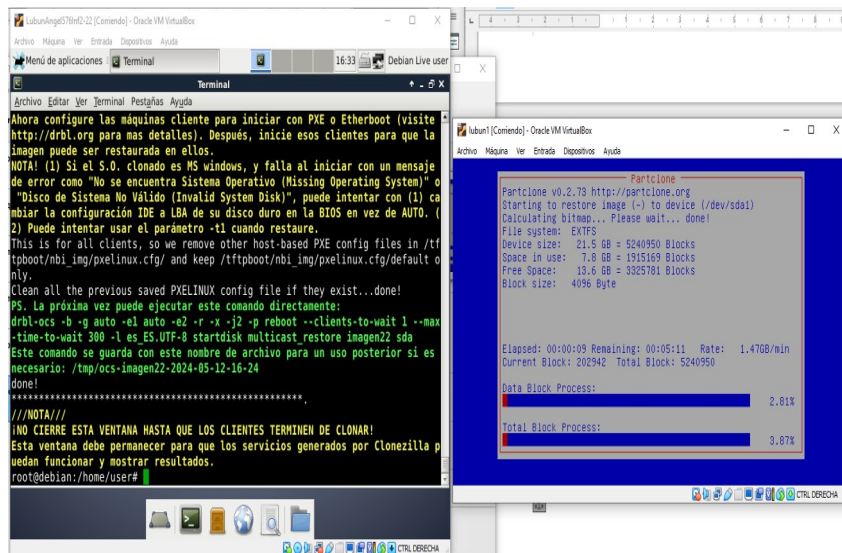 LubunAngel576Inf2-22 [Corriendo] - Oracle VM VirtualBox
Archivo Máquina Ver Entrada Dispositivos Ayuda
Menú de aplicaciones Terminal 16:33 Debian Live user
Terminal
Archivo Editar Ver Terminal Pestañas Ayuda
Ahora configure las máquinas cliente para iniciar con PXE o Etherboot (visite
http://drbl.org para mas detalles). Después, inicie esos clientes para que la
imagen puede ser restaurada en ellos.
NOTA! (1) Si el S.O. clonado es MS windows, y falla al iniciar con un mensaje
de error como "No se encuentra Sistema Operativo (Missing Operating System)" o
"Disco de Sistema No Válido (Invalid System Disk)", puede intentar con (1) ca
mbiar la configuración IDE a LBA de su disco duro en la BIOS en vez de AUTO. (
2) Puede intentar usar el parámetro -t1 cuando restaure.
This is for all clients, so we remove other host-based PXE config files in /tf
tpboot/nbi_img/pxelinux.cfg/ and keep /tftpboot/nbi_img/pxelinux.cfg/default o
nly.
Clean all the previous saved PXELINUX config file if they exist...done!
PS. La próxima vez puede ejecutar este comando directamente:
drbl-ocs -b -g auto -e1 auto -e2 -r -x -j2 -p reboot --clients-to-wait 1 --max
-time-to-wait 300 -l es_ES.UTF-8 startdisk multicast_restore imagen22 sda
Este comando se guarda con este nombre de archivo para un uso posterior si es
necesario: /tmp/ocs-imagen22-2024-05-12-16-24
done!
*****************************************************.
///NOTA///
¡NO CIERRE ESTA VENTANA HASTA QUE LOS CLIENTES TERMINEN DE CLONAR!
Esta ventana debe permanecer para que los servicios generados por Clonezilla p
uedan funcionar y mostrar resultados.
root@debian:/home/user#
CTRL DERECHA
4 3 2 1 1 2 3 4 5 6 7 8
lubun1 [Corriendo] - Oracle VM VirtualBox
Archivo Máquina Ver Entrada Dispositivos Ayuda
Partclone
Partclone v0.2.73 http://partclone.org
Starting to restore image (-) to device (/dev/sda1)
Calculating bitmap... Please wait... done!
File system: EXTFS
Device size: 21.5 GB = 5240950 Blocks
Space in use: 7.8 GB = 1915169 Blocks
Free Space: 13.6 GB = 3325781 Blocks
Block size: 4096 Byte
Elapsed: 00:00:09 Remaining: 00:05:11 Rate: 1.47GB/min
Current Block: 202942 Total Block: 5240950
Data Block Process:
2.81%
Total Block Process:
3.87%
CTRL DERECHA